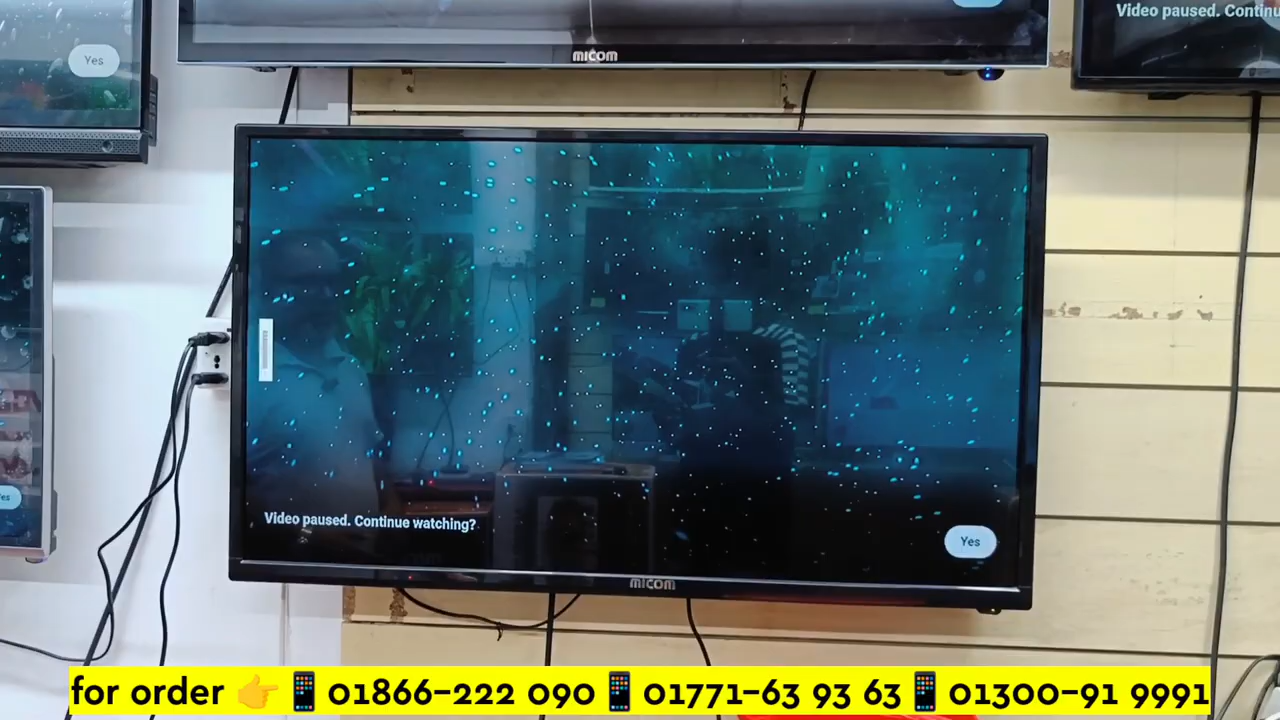 Yes
MICOM
Video paused. Continu
Yes
Video paused. Continue watching?
Yes
MICOM
for order 👉📱01866-222 090📱01771-63 93 63📱01300-91 9991